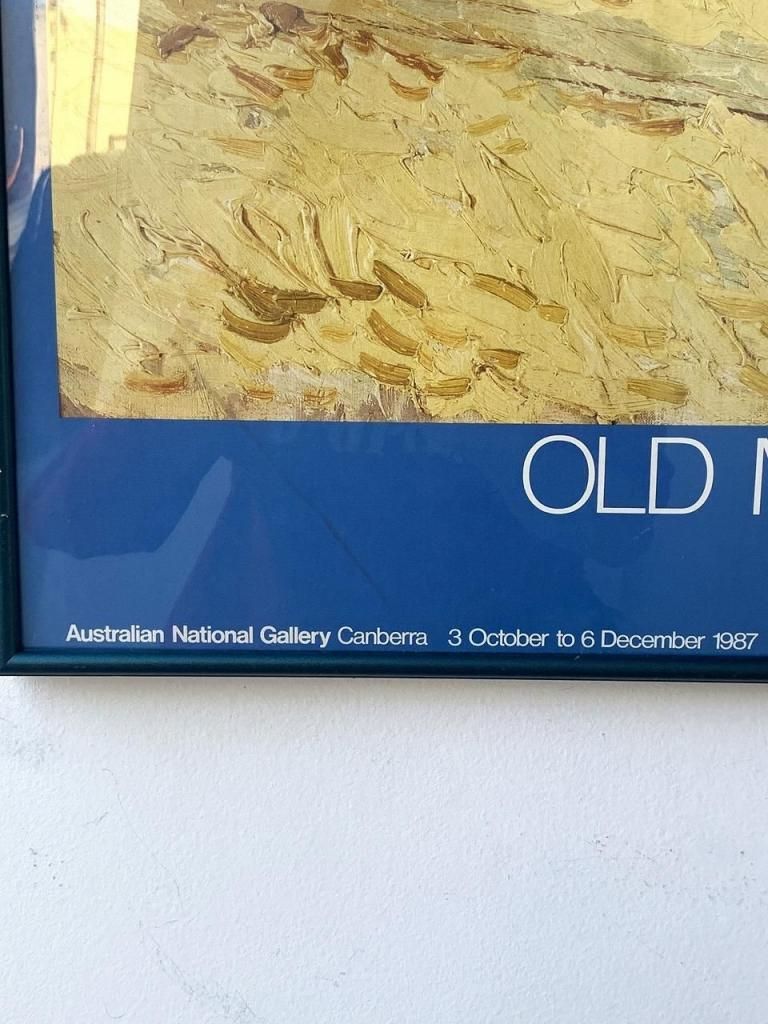 OLD
Australian National Gallery Canberra 3 October to 6 December 1987